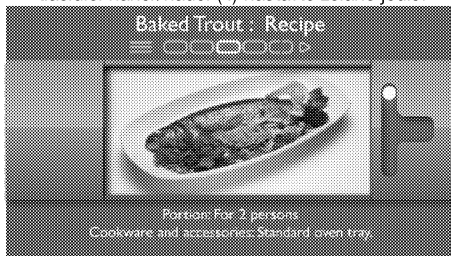 Baked Trout : Recipe
Portion: For 2 persons
Cookware and accessories: Standard oven tray.